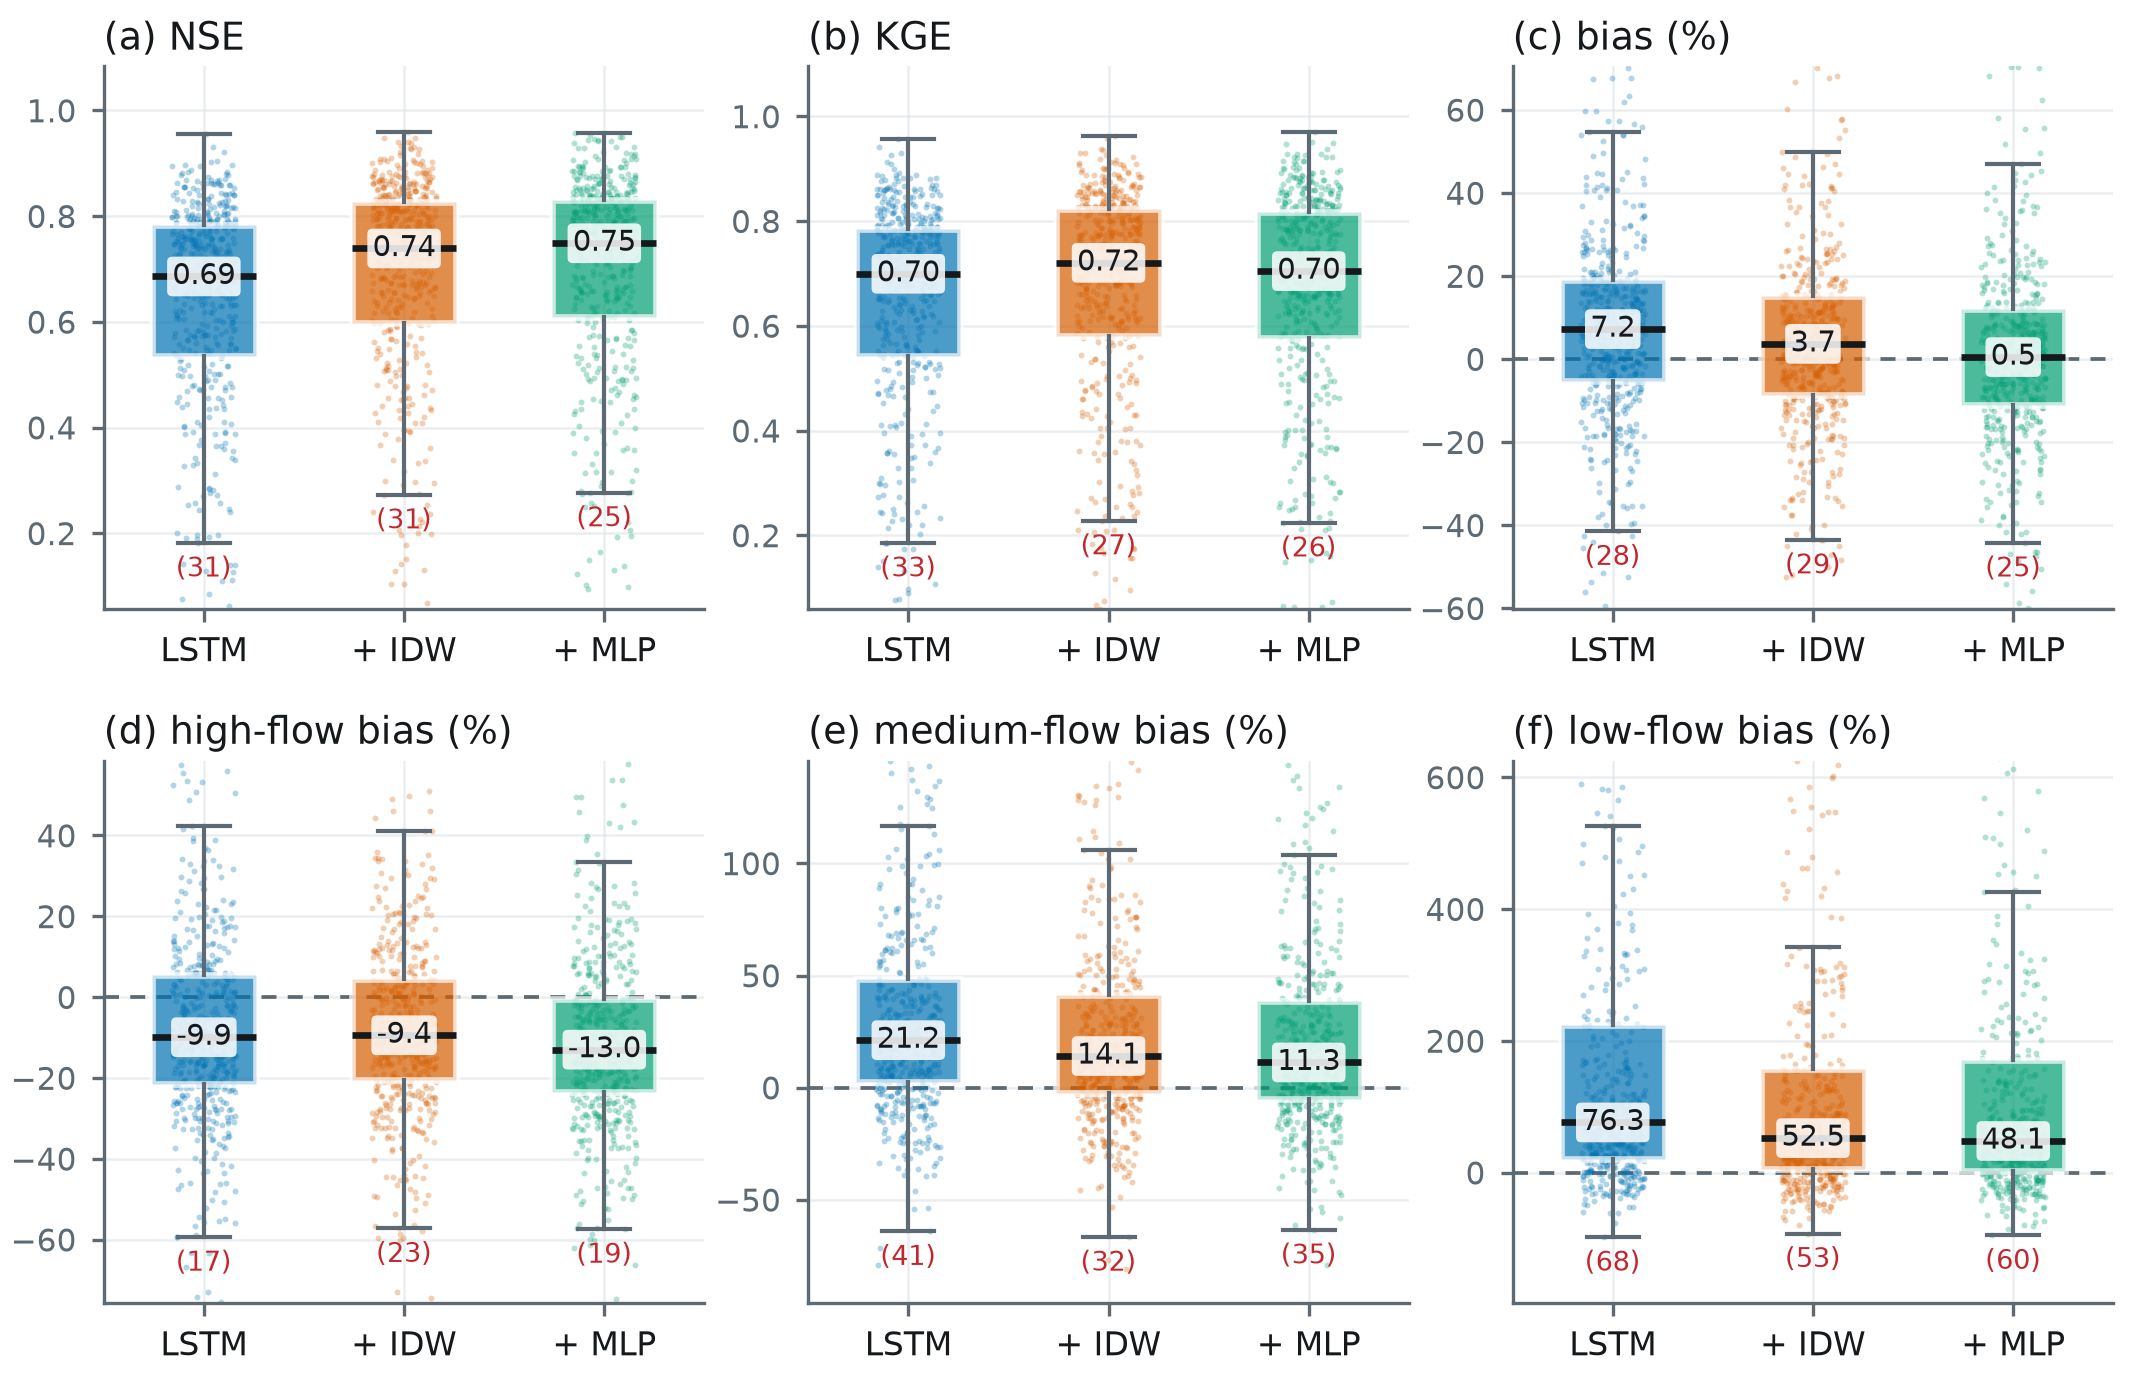 (a) NSE
1.0
0.8
0.6
0.4
0.2
0.69
0.74
0.75
(31)
(31)
(25)
LSTM
+ IDW
+ MLP
(b) KGE
1.0
0.8
0.6
0.4
0.2
0.70
0.72
0.70
(33)
(27)
(26)
LSTM
+ IDW
+ MLP
(c) bias (%)
60
40
20
0
−20
−40
−60
7.2
3.7
0.5
(28)
(29)
(25)
LSTM
+ IDW
+ MLP
(d) high-flow bias (%)
40
20
0
−20
−40
−60
-9.9
-9.4
-13.0
(17)
(23)
(19)
LSTM
+ IDW
+ MLP
(e) medium-flow bias (%)
100
50
0
−50
21.2
14.1
11.3
(41)
(32)
(35)
LSTM
+ IDW
+ MLP
(f) low-flow bias (%)
600
400
200
0
76.3
52.5
48.1
(68)
(53)
(60)
LSTM
+ IDW
+ MLP